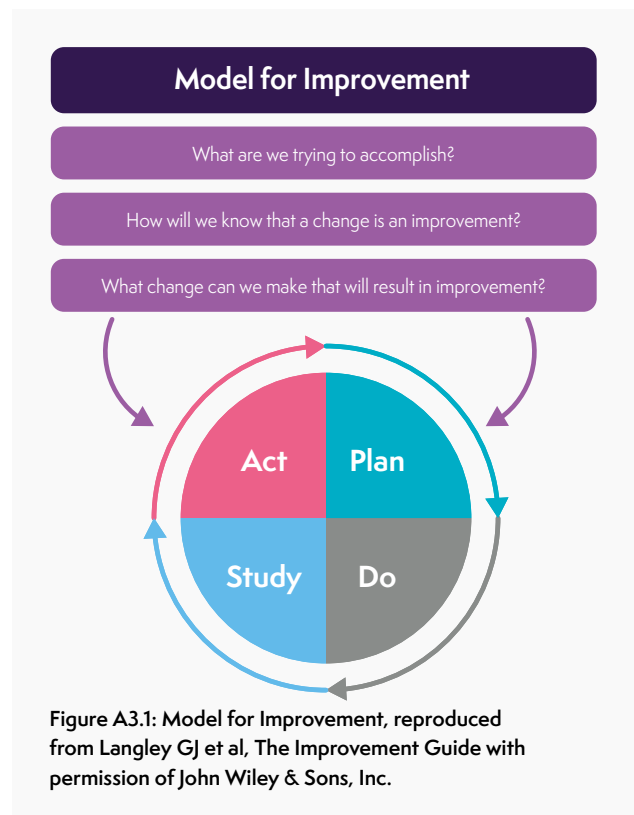 Model for Improvement
What are we trying to accomplish?
How will we know that a change is an improvement?
What change can we make that will result in improvement?
Act
Plan
Study
Do
Figure A3.1: Model for Improvement, reproduced
from Langley GJ et al, The Improvement Guide with
permission of John Wiley & Sons, Inc.